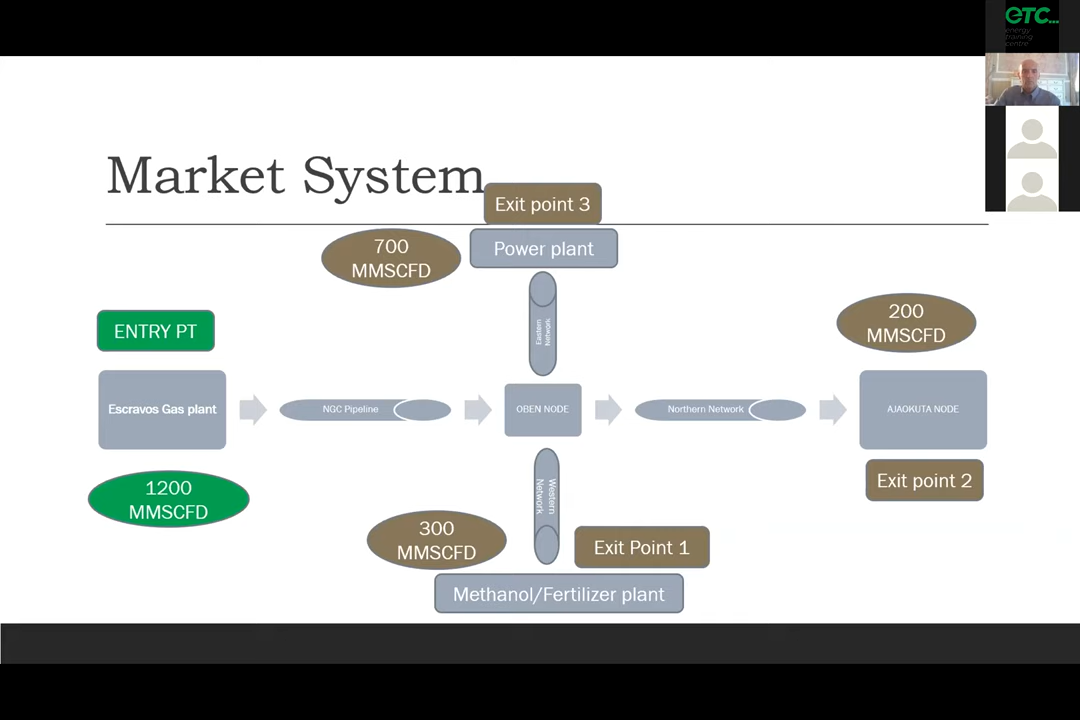 eTC...
energy
training
centre
Market System
Exit point 3
Power plant
700
MMSCFD
Eastern
Network
ENTRY PT
200
MMSCFD
Escravos Gas plant
NGC Pipeline
OBEN NODE
Northern Network
AJAOKUTA NODE
1200
MMSCFD
Western
Network
Exit point 2
300
MMSCFD
Exit Point 1
Methanol/Fertilizer plant